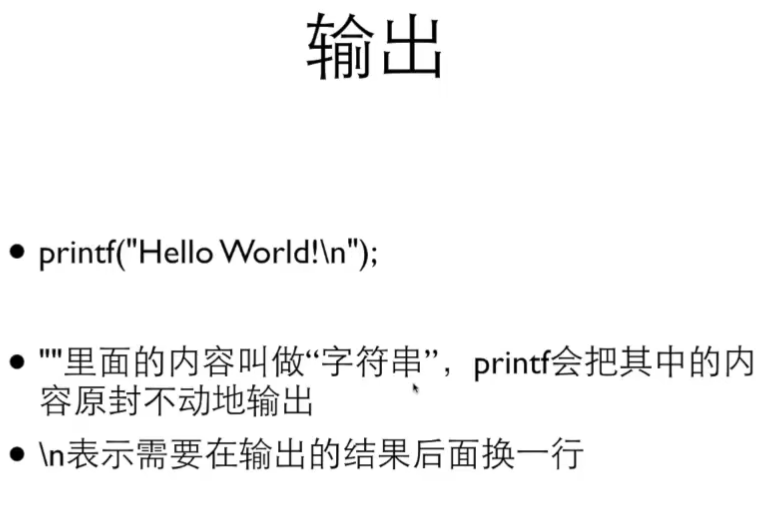 输出
• printf("Hello World!\n");
• ""里面的内容叫做“字符串”，printf会把其中的内
容原封不动地输出
• \n表示需要在输出的结果后面换一行